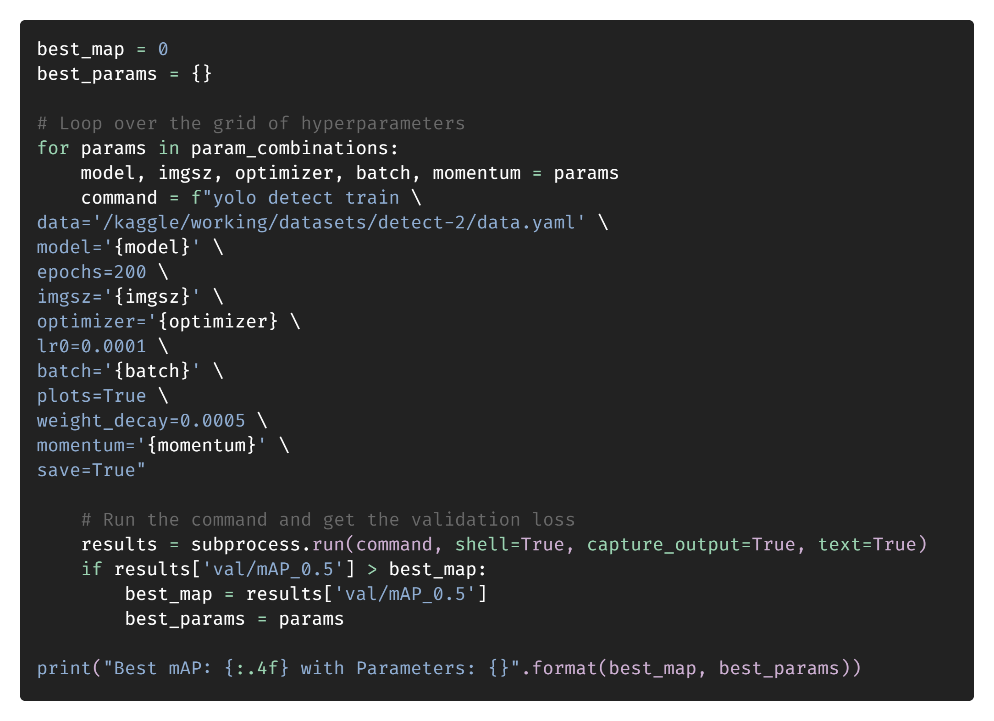 best_map = 0
best_params = {}
# Loop over the grid of hyperparameters
for params in param_combinations:
    model, imgsz, optimizer, batch, momentum = params
    command = f"yolo detect train \
data='/kaggle/working/datasets/detect-2/data.yaml' \
model='{model}' \
epochs=200 \
imgsz='{imgsz}' \
optimizer='{optimizer} \
lr0=0.0001 \
batch='{batch}' \
plots=True \
weight_decay=0.0005 \
momentum='{momentum}' \
save=True"
    # Run the command and get the validation loss
    results = subprocess.run(command, shell=True, capture_output=True, text=True)
    if results['val/mAP_0.5'] > best_map:
        best_map = results['val/mAP_0.5']
        best_params = params
print("Best mAP: {:.4f} with Parameters: {}".format(best_map, best_params))